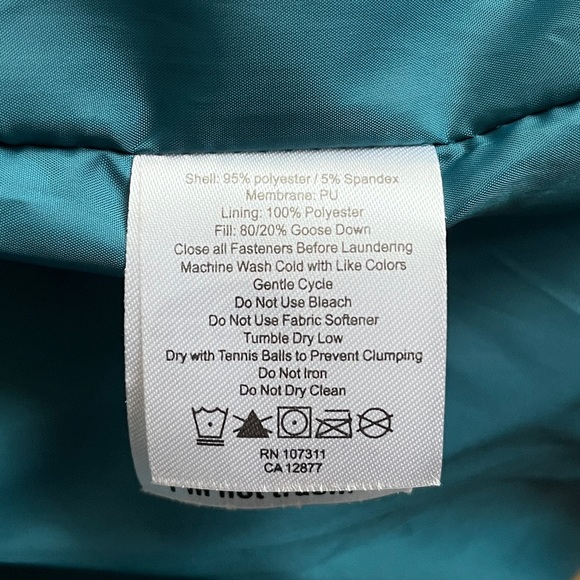 Shell: 95% polyester / 5% Spandex
Membrane: PU
Lining: 100% Polyester
Fill: 80/20% Goose Down
Close all Fasteners Before Laundering
Machine Wash Cold with Like Colors
Gentle Cycle
Do Not Use Bleach
Do Not Use Fabric Softener
Tumble Dry Low
Dry with Tennis Balls to Prevent Clumping
Do Not Iron
Do Not Dry Clean
RN 107311
CA 12877
not